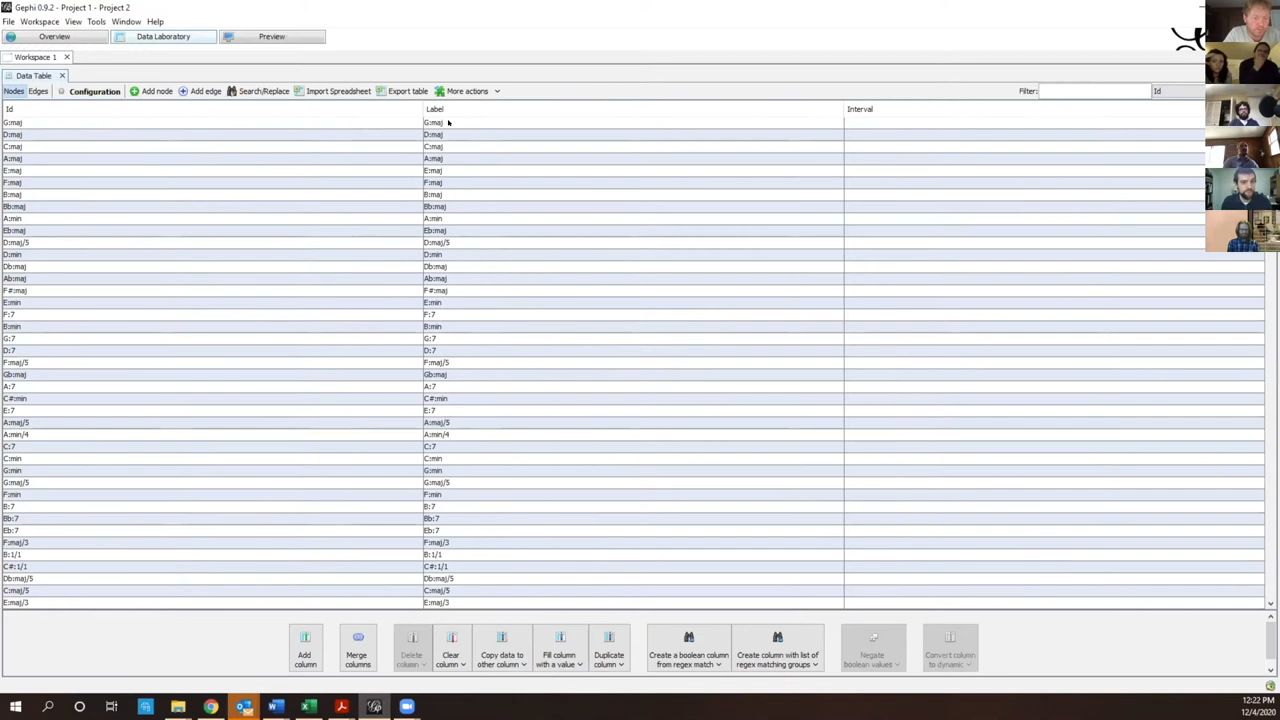 Gephi 0.9.2 - Project 1 - Project 2
File Workspace View Tools Window Help
Overview Data Laboratory Preview
Workspace 1
Data Table
Nodes Edges Configuration Add node Add edge Search/Replace Import Spreadsheet Export table More actions Filter: Id
Id Label Interval
G:maj G:maj
D:maj D:maj
C:maj C:maj
A:maj A:maj
E:maj E:maj
F:maj F:maj
B:maj B:maj
Bb:maj Bb:maj
A:min A:min
Eb:maj Eb:maj
D:maj/5 D:maj/5
D:min D:min
Db:maj Db:maj
Ab:maj Ab:maj
F#:maj F#:maj
E:min E:min
F:7 F:7
B:min B:min
G:7 G:7
D:7 D:7
F:maj/5 F:maj/5
Gb:maj Gb:maj
A:7 A:7
C#:min C#:min
E:7 E:7
A:maj/5 A:maj/5
A:min/4 A:min/4
C:7 C:7
C:min C:min
G:min G:min
G:maj/5 G:maj/5
F:min F:min
B:7 B:7
Bb:7 Bb:7
Eb:7 Eb:7
F:maj/3 F:maj/3
B:1/1 B:1/1
C#:1/1 C#:1/1
Db:maj/5 Db:maj/5
C:maj/5 C:maj/5
E:maj/3 E:maj/3
Add column
Merge columns
Delete column
Clear column
Copy data to other column
Fill column with a value
Duplicate column
Create a boolean column from regex match
Create column with list of regex matching groups
Negate boolean values
Convert column to dynamic
12:22 PM
12/4/2020